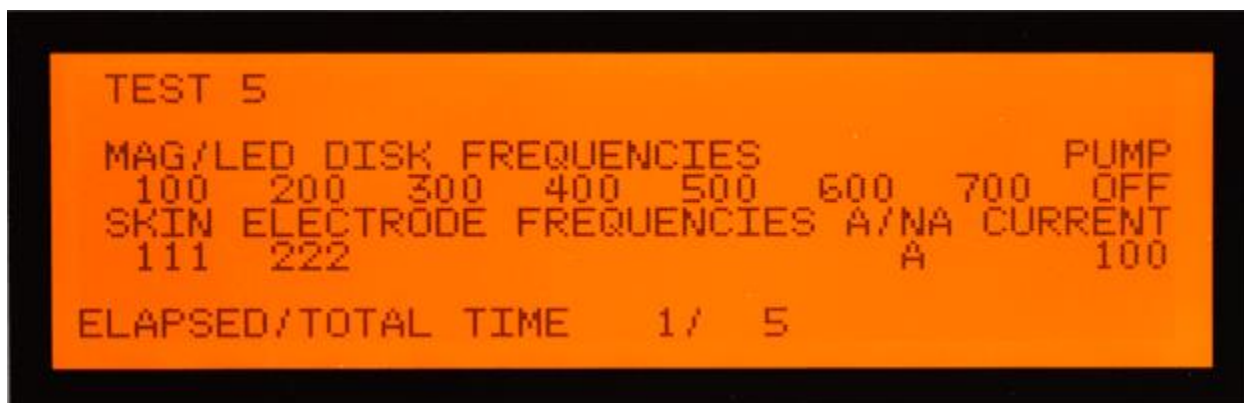 TEST 5
MAG/LED DISK FREQUENCIES PUMP
100 200 300 400 500 600 700 OFF
SKIN ELECTRODE FREQUENCIES A/NA CURRENT
111 222 A 100
ELAPSED/TOTAL TIME 1/ 5